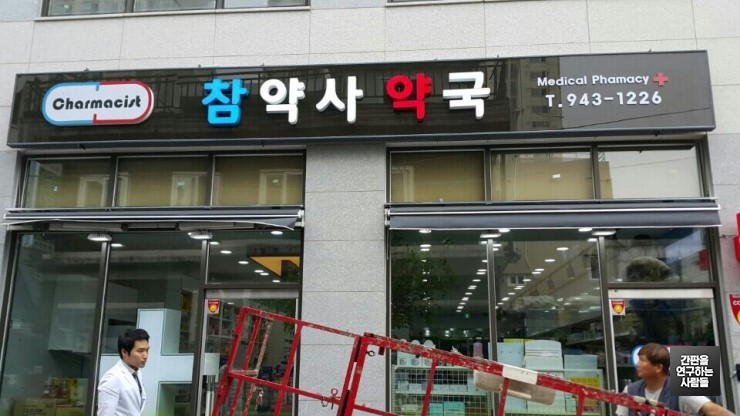 Charmacist
참약사 약국
Medical Phamacy
T.943-1226
간판을
연구하는
사람들